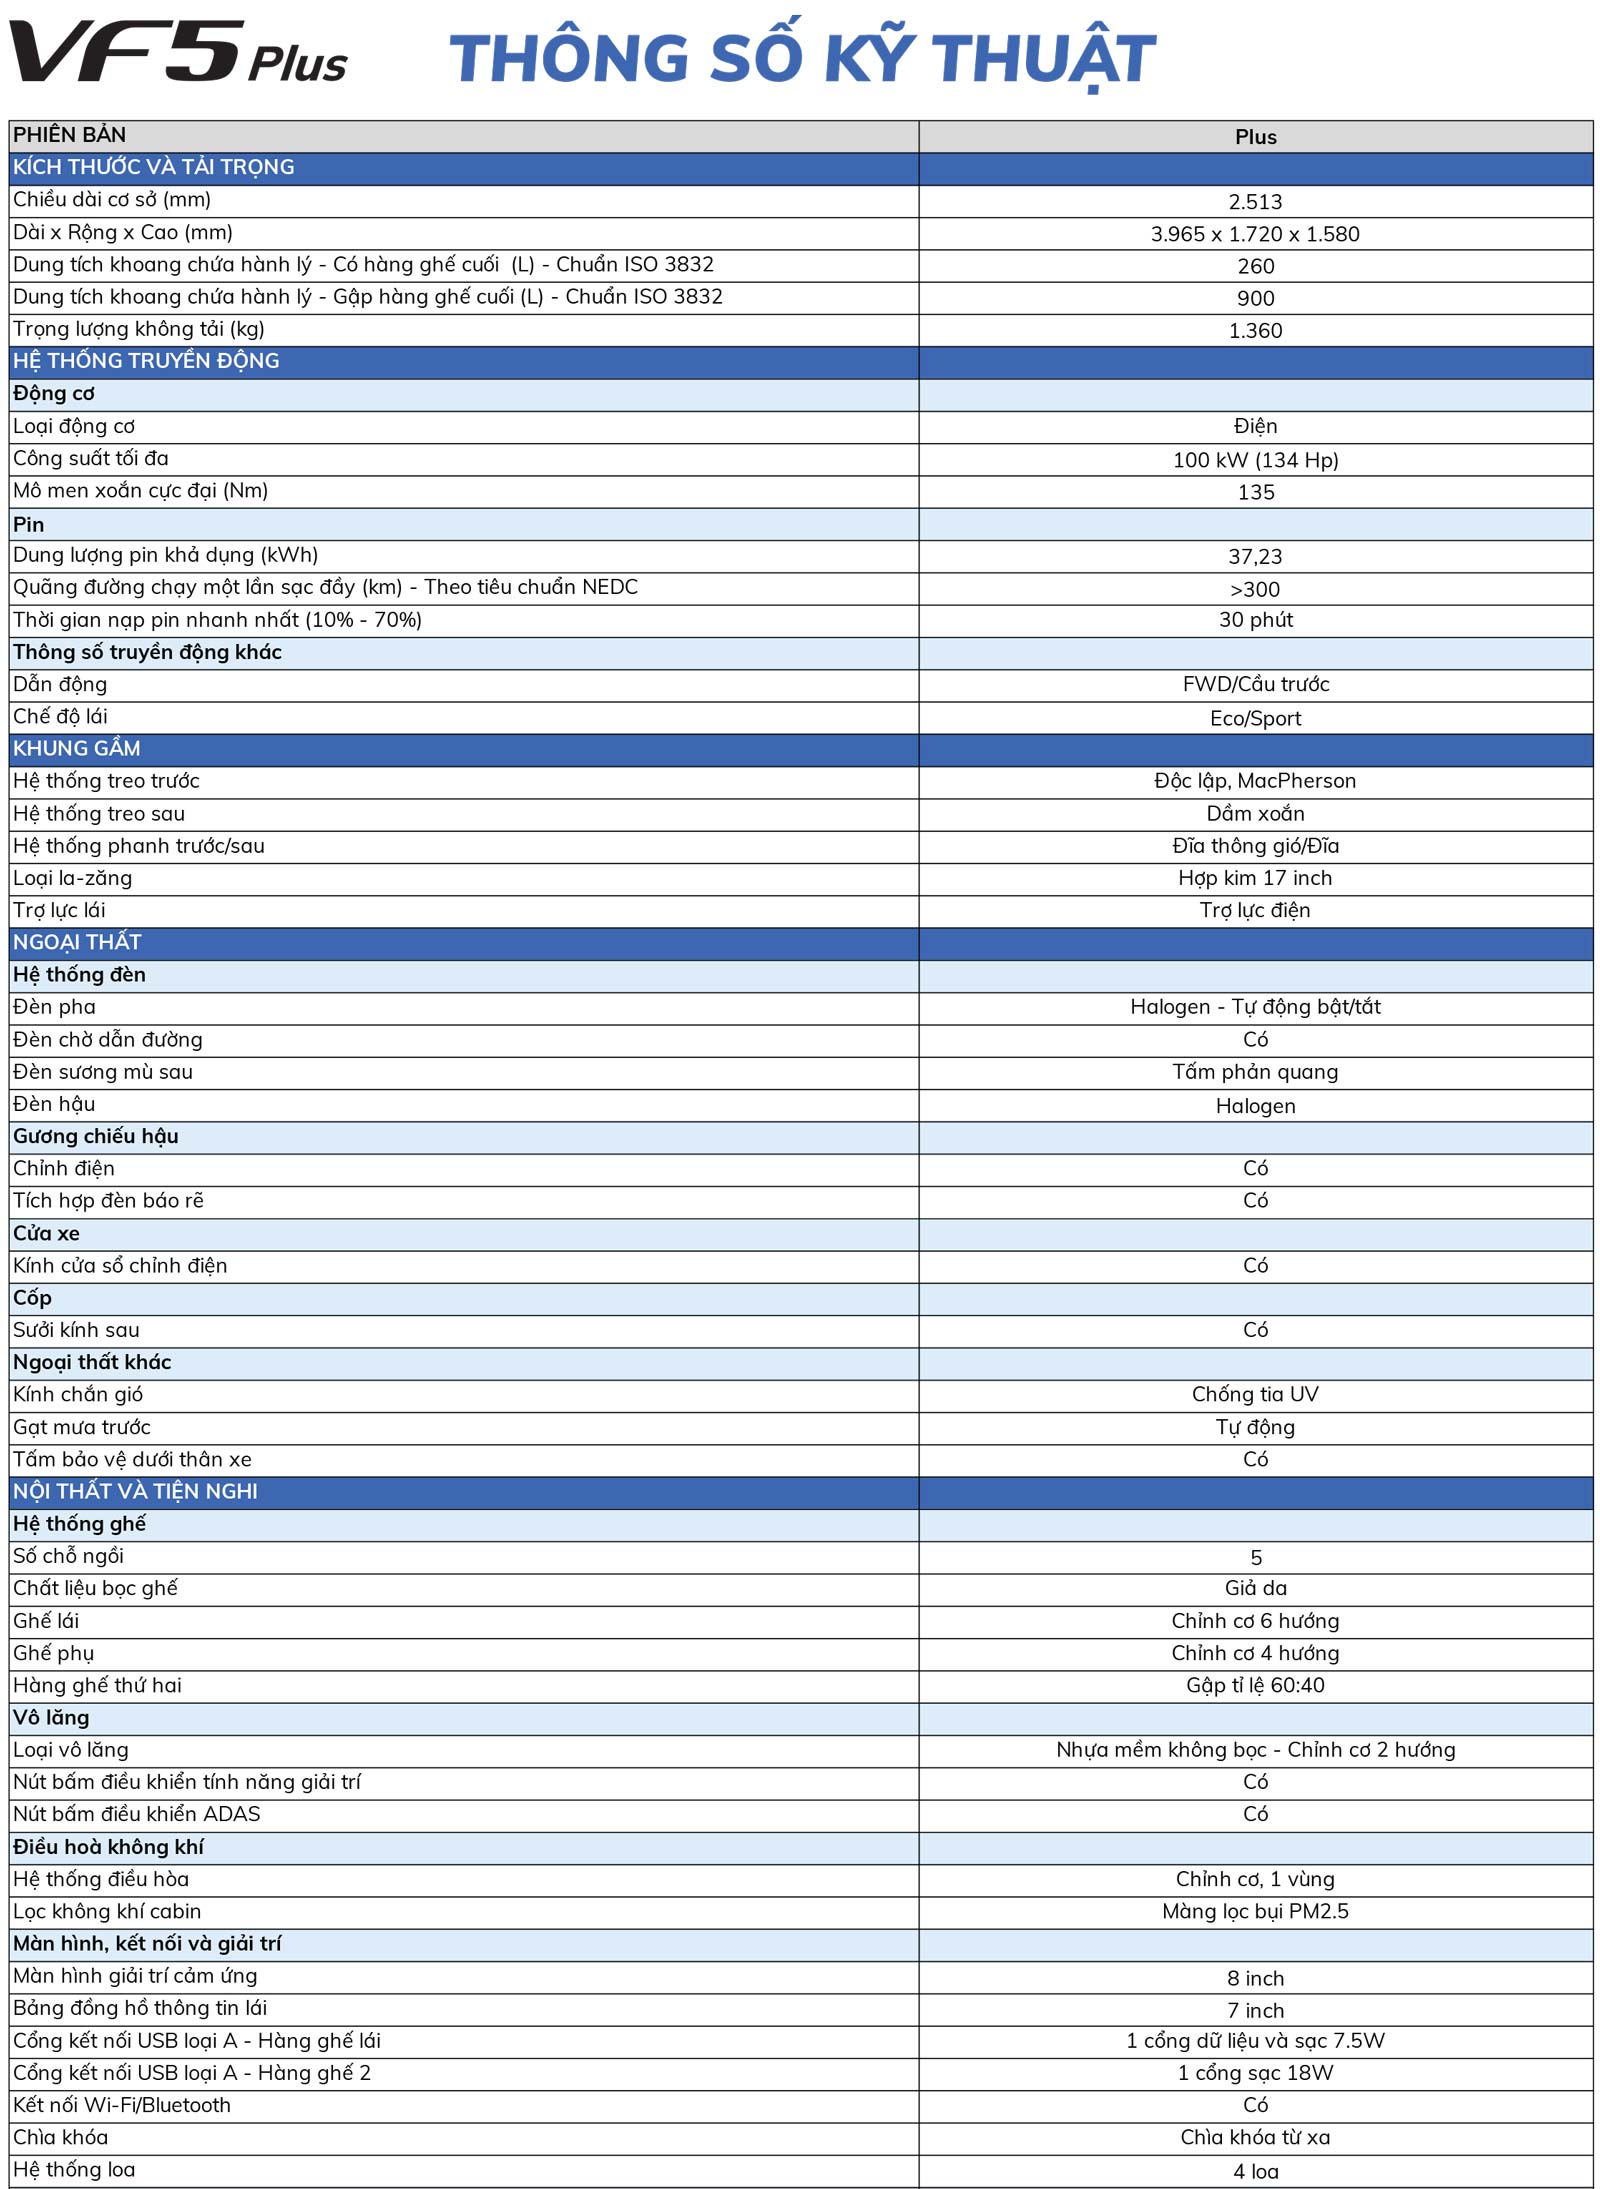 VF5 Plus THÔNG SỐ KỸ THUẬT
PHIÊN BẢN Plus
KÍCH THƯỚC VÀ TẢI TRỌNG
Chiều dài cơ sở (mm) 2.513
Dài x Rộng x Cao (mm) 3.965 x 1.720 x 1.580
Dung tích khoang chứa hành lý - Có hàng ghế cuối (L) - Chuẩn ISO 3832 260
Dung tích khoang chứa hành lý - Gập hàng ghế cuối (L) - Chuẩn ISO 3832 900
Trọng lượng không tải (kg) 1.360
HỆ THỐNG TRUYỀN ĐỘNG
Động cơ
Loại động cơ Điện
Công suất tối đa 100 kW (134 Hp)
Mô men xoắn cực đại (Nm) 135
Pin
Dung lượng pin khả dụng (kWh) 37,23
Quãng đường chạy một lần sạc đầy (km) - Theo tiêu chuẩn NEDC >300
Thời gian nạp pin nhanh nhất (10% - 70%) 30 phút
Thông số truyền động khác
Dẫn động FWD/Cầu trước
Chế độ lái Eco/Sport
KHUNG GẦM
Hệ thống treo trước Độc lập, MacPherson
Hệ thống treo sau Dầm xoắn
Hệ thống phanh trước/sau Đĩa thông gió/Đĩa
Loại la-zăng Hợp kim 17 inch
Trợ lực lái Trợ lực điện
NGOẠI THẤT
Hệ thống đèn
Đèn pha Halogen - Tự động bật/tắt
Đèn chờ dẫn đường Có
Đèn sương mù sau Tấm phản quang
Đèn hậu Halogen
Gương chiếu hậu
Chỉnh điện Có
Tích hợp đèn báo rẽ Có
Cửa xe
Kính cửa sổ chỉnh điện Có
Cốp
Sưởi kính sau Có
Ngoại thất khác
Kính chắn gió Chống tia UV
Gạt mưa trước Tự động
Tấm bảo vệ dưới thân xe Có
NỘI THẤT VÀ TIỆN NGHI
Hệ thống ghế
Số chỗ ngồi 5
Chất liệu bọc ghế Giả da
Ghế lái Chỉnh cơ 6 hướng
Ghế phụ Chỉnh cơ 4 hướng
Hàng ghế thứ hai Gập tỉ lệ 60:40
Vô lăng
Loại vô lăng Nhựa mềm không bọc - Chỉnh cơ 2 hướng
Nút bấm điều khiển tính năng giải trí Có
Nút bấm điều khiển ADAS Có
Điều hoà không khí
Hệ thống điều hòa Chỉnh cơ, 1 vùng
Lọc không khí cabin Màng lọc bụi PM2.5
Màn hình, kết nối và giải trí
Màn hình giải trí cảm ứng 8 inch
Bảng đồng hồ thông tin lái 7 inch
Cổng kết nối USB loại A - Hàng ghế lái 1 cổng dữ liệu và sạc 7.5W
Cổng kết nối USB loại A - Hàng ghế 2 1 cổng sạc 18W
Kết nối Wi-Fi/Bluetooth Có
Chìa khóa Chìa khóa từ xa
Hệ thống loa 4 loa